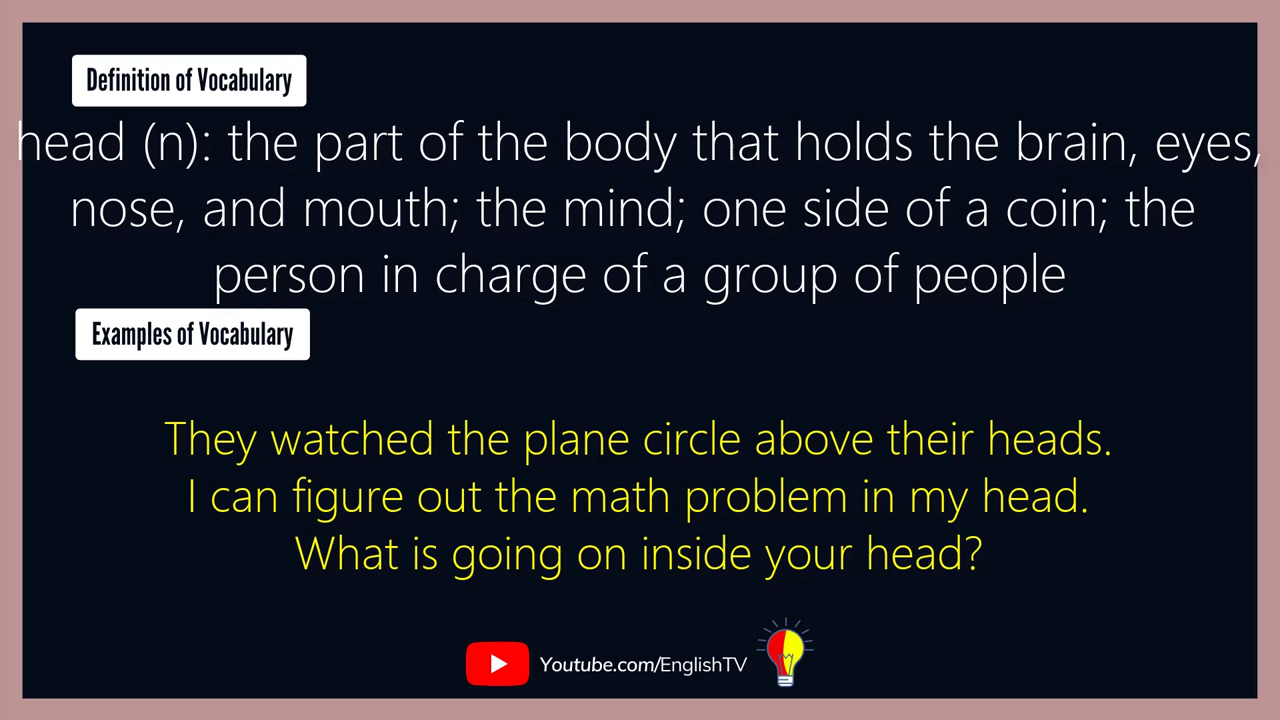 Definition of Vocabulary
head (n): the part of the body that holds the brain, eyes,
nose, and mouth; the mind; one side of a coin; the
person in charge of a group of people
Examples of Vocabulary
They watched the plane circle above their heads.
I can figure out the math problem in my head.
What is going on inside your head?
Youtube.com/EnglishTV